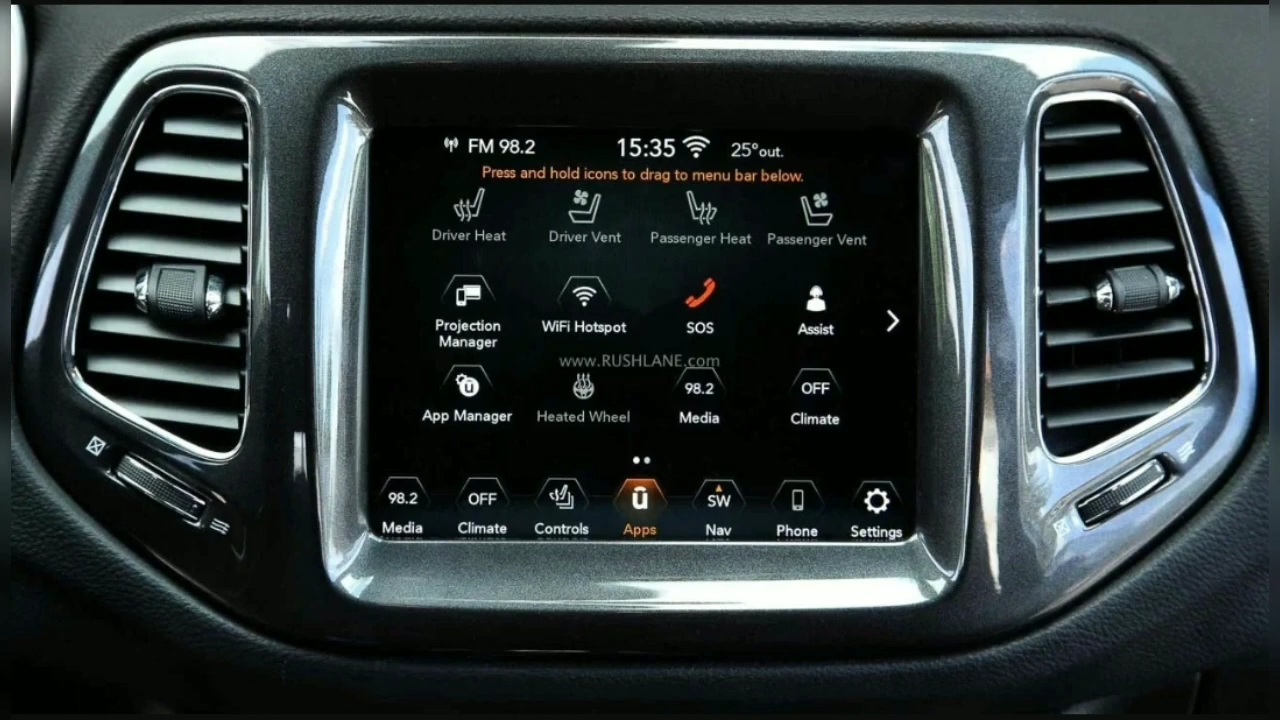 FM 98.2 15:35 25°out.
Press and hold icons to drag to menu bar below.
Driver Heat Driver Vent Passenger Heat Passenger Vent
Projection Manager WiFi Hotspot SOS Assist
www.RUSHLANE.com
98.2 OFF
App Manager Heated Wheel Media Climate
98.2 OFF ū SW
Media Climate Controls Apps Nav Phone Settings